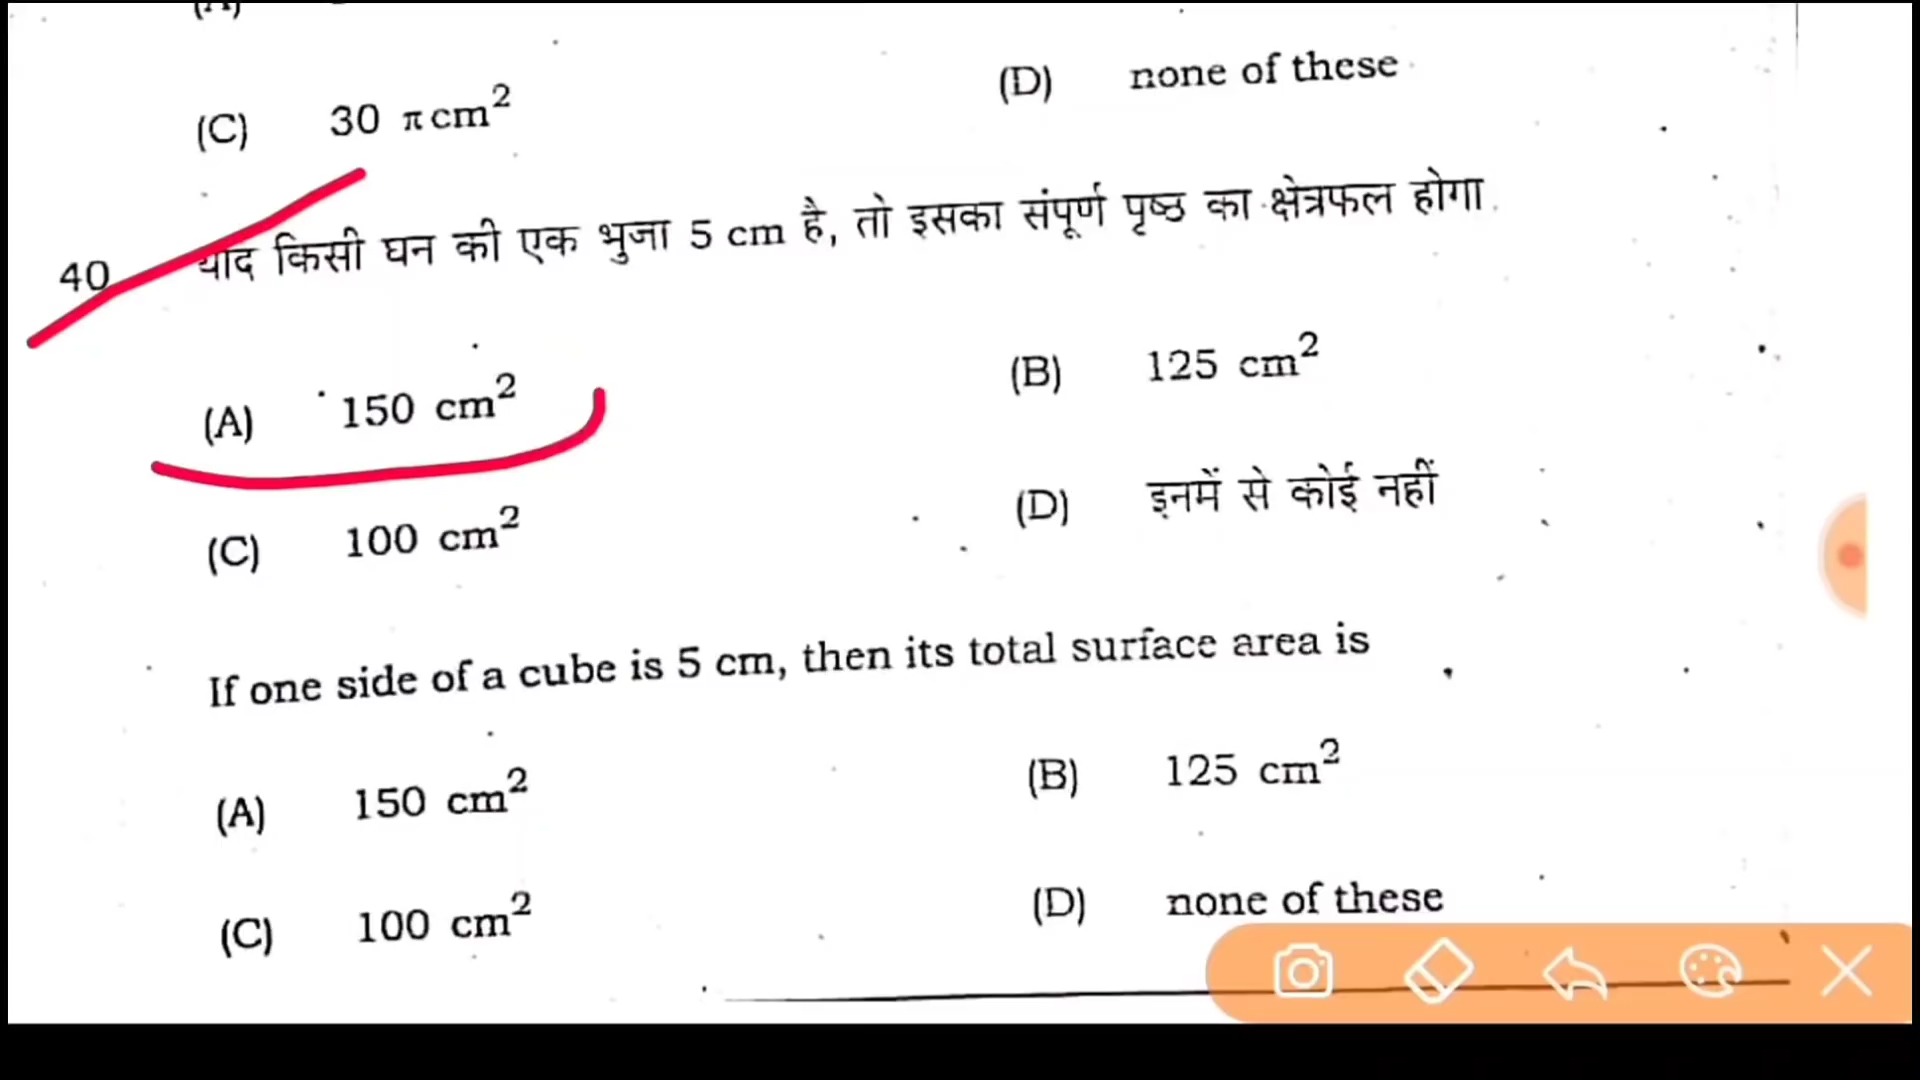 (C) 30 π cm²
(D) none of these
40 यदि किसी घन की एक भुजा 5 cm है, तो इसका संपूर्ण पृष्ठ का क्षेत्रफल होगा
(A) 150 cm²
(B) 125 cm²
(C) 100 cm²
(D) इनमें से कोई नहीं
If one side of a cube is 5 cm, then its total surface area is
(A) 150 cm²
(B) 125 cm²
(C) 100 cm²
(D) none of these